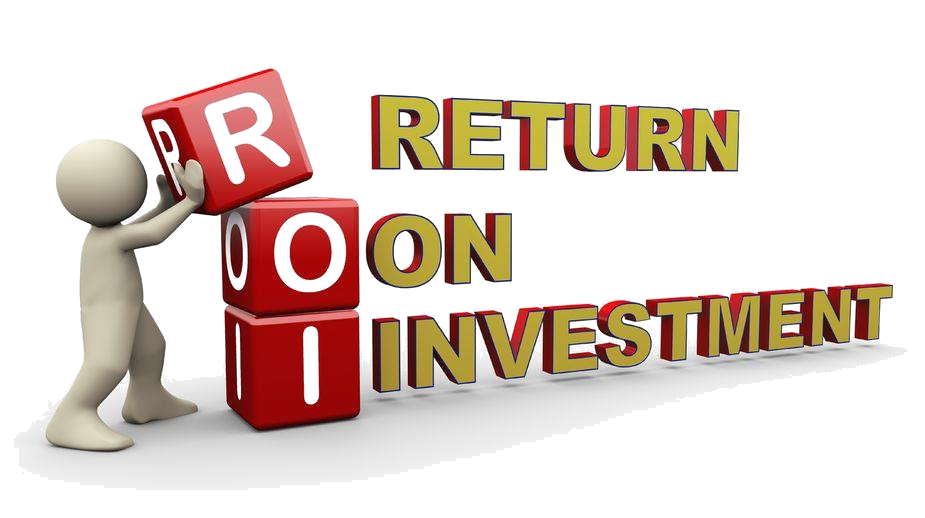 R R RETURN
O O ON
I I INVESTMENT